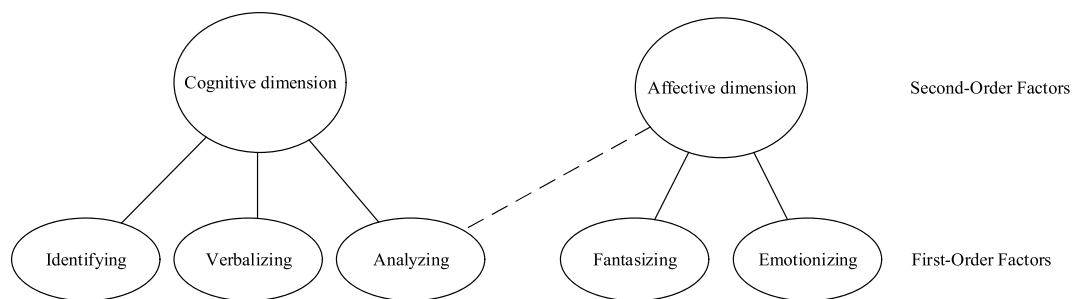 Cognitive dimension
Affective dimension
Second-Order Factors
Identifying
Verbalizing
Analyzing
Fantasizing
Emotionizing
First-Order Factors